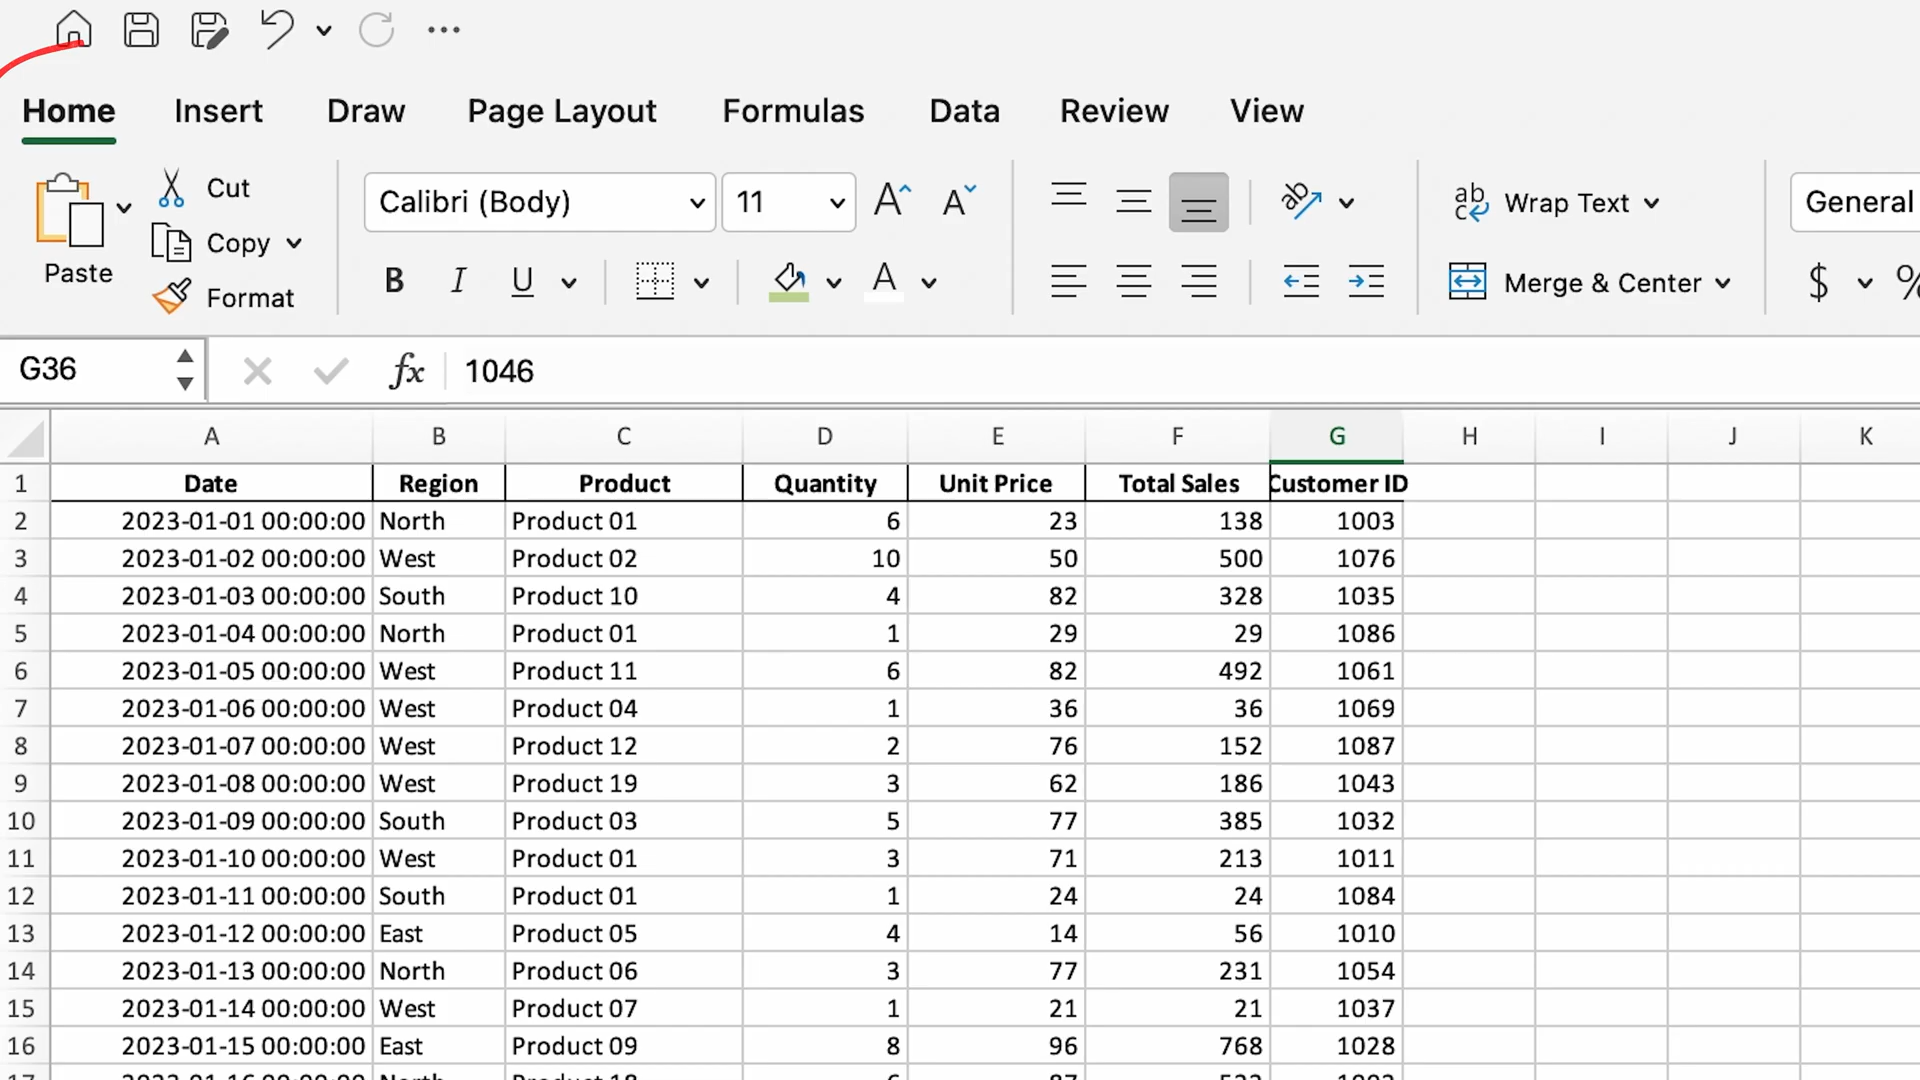 Home Insert Draw Page Layout Formulas Data Review View
Paste Cut Calibri (Body) 11 A A ab Wrap Text General
Copy B I U A Merge & Center $ %
Format
G36 fx 1046
A B C D E F G H I J K
1 Date Region Product Quantity Unit Price Total Sales Customer ID
2 2023-01-01 00:00:00 North Product 01 6 23 138 1003
3 2023-01-02 00:00:00 West Product 02 10 50 500 1076
4 2023-01-03 00:00:00 South Product 10 4 82 328 1035
5 2023-01-04 00:00:00 North Product 01 1 29 29 1086
6 2023-01-05 00:00:00 West Product 11 6 82 492 1061
7 2023-01-06 00:00:00 West Product 04 1 36 36 1069
8 2023-01-07 00:00:00 West Product 12 2 76 152 1087
9 2023-01-08 00:00:00 West Product 19 3 62 186 1043
10 2023-01-09 00:00:00 South Product 03 5 77 385 1032
11 2023-01-10 00:00:00 West Product 01 3 71 213 1011
12 2023-01-11 00:00:00 South Product 01 1 24 24 1084
13 2023-01-12 00:00:00 East Product 05 4 14 56 1010
14 2023-01-13 00:00:00 North Product 06 3 77 231 1054
15 2023-01-14 00:00:00 West Product 07 1 21 21 1037
16 2023-01-15 00:00:00 East Product 09 8 96 768 1028